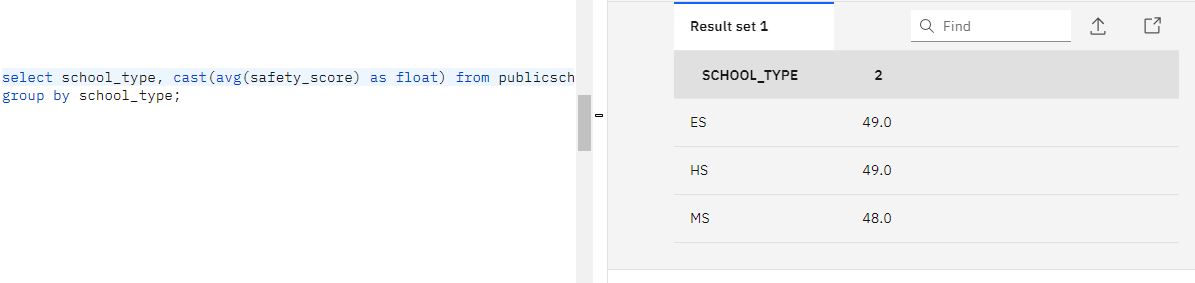 select school_type, cast(avg(safety_score) as float) from publicsch
group by school_type;
Result set 1
Find
SCHOOL_TYPE 2
ES 49.0
HS 49.0
MS 48.0